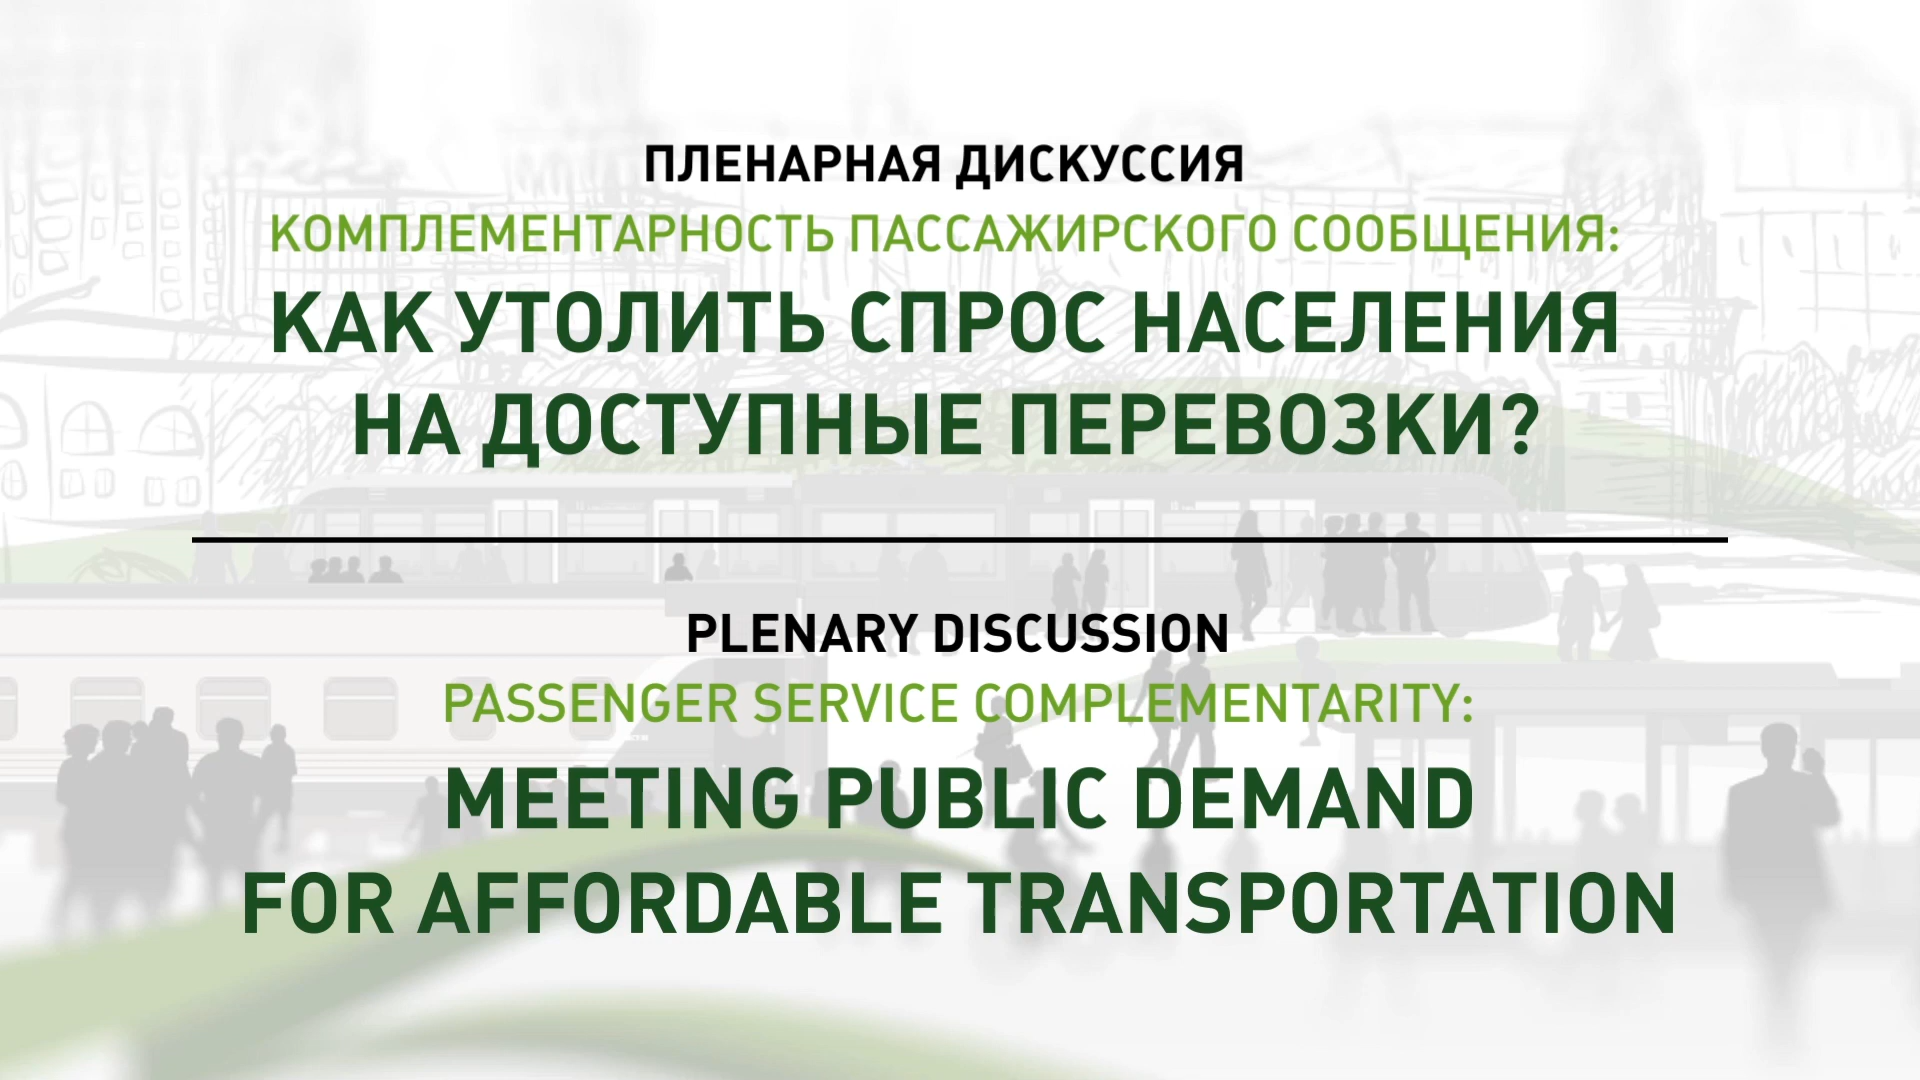 ПЛЕНАРНАЯ ДИСКУССИЯ
КОМПЛЕМЕНТАРНОСТЬ ПАССАЖИРСКОГО СООБЩЕНИЯ:
КАК УТОЛИТЬ СПРОС НАСЕЛЕНИЯ
НА ДОСТУПНЫЕ ПЕРЕВОЗКИ?
PLENARY DISCUSSION
PASSENGER SERVICE COMPLEMENTARITY:
MEETING PUBLIC DEMAND
FOR AFFORDABLE TRANSPORTATION